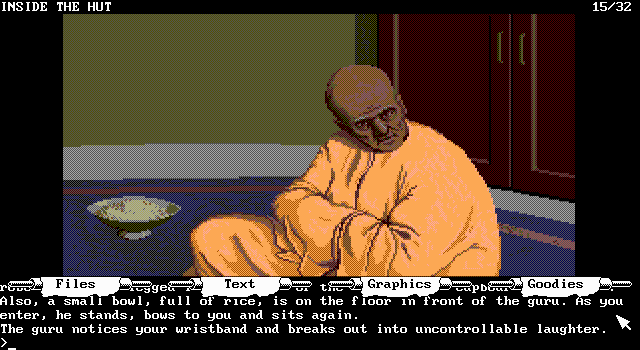 INSIDE THE HUT 15/32
Files Text Graphics Goodies
Also, a small bowl, full of rice, is on the floor in front of the guru. As you
enter, he stands, bows to you and sits again.
The guru notices your wristband and breaks out into uncontrollable laughter.
>_